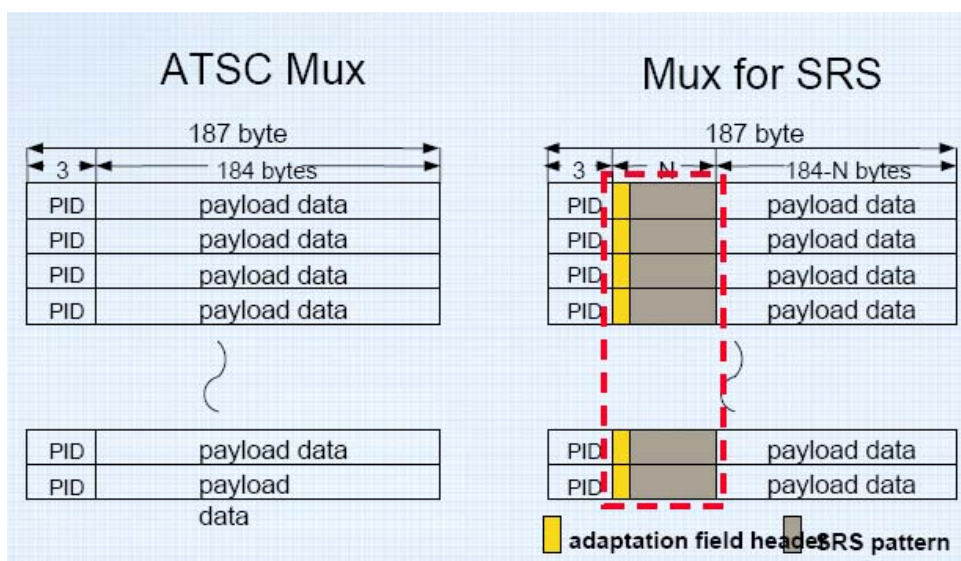 ATSC Mux
187 byte
3 184 bytes
PID payload data
PID payload data
PID payload data
PID payload data
PID payload data
PID payload
data
Mux for SRS
187 byte
3 N 184-N bytes
PID payload data
PID payload data
PID payload data
PID payload data
PID payload data
PID payload data
adaptation field header SRS pattern